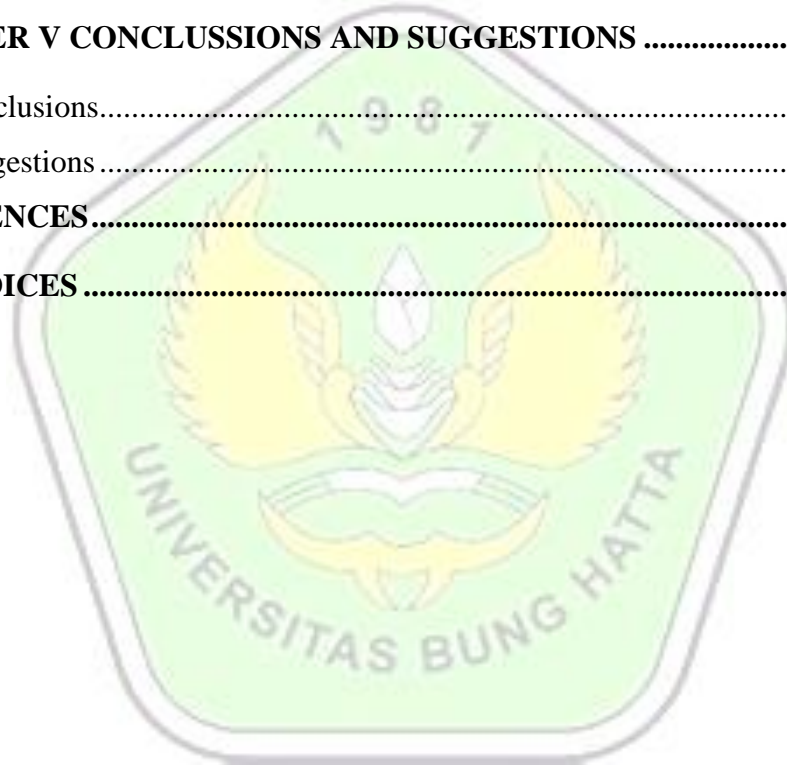 ER V CONCLUSSIONS AND SUGGESTIONS ..................
clusions.....................................................................................
gestions .....................................................................................
ENCES......................................................................................
DICES .......................................................................................
1981
UNIVERSITAS BUNG HATTA